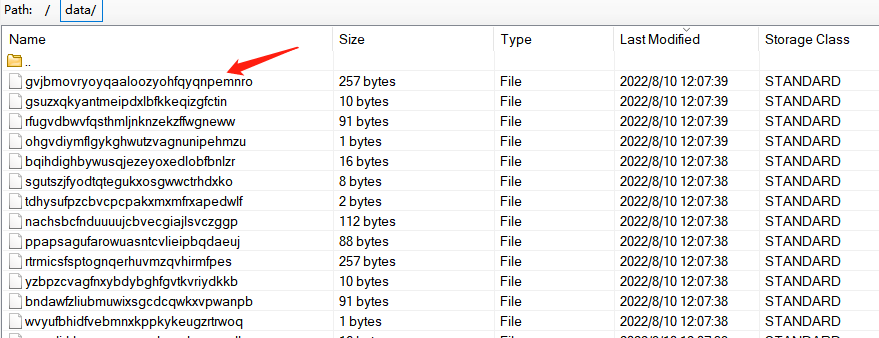 Path: / data/
Name Size Type Last Modified Storage Class
..
gvjbmovryoyqaaloozyohfqyqnpemnro 257 bytes File 2022/8/10 12:07:39 STANDARD
gsuzxqkyantmeipdxlbfkkeqizgfctin 10 bytes File 2022/8/10 12:07:39 STANDARD
rfugvdbwvfqsthmljnknzekzffwgneww 91 bytes File 2022/8/10 12:07:39 STANDARD
ohgvdiymflgykghwutzvagnunipehmzu 1 bytes File 2022/8/10 12:07:39 STANDARD
bqihdighbywusqjezeyoxedlobfbnlzr 16 bytes File 2022/8/10 12:07:38 STANDARD
sgutszjfyodtqtegukxosgwwctrhdxko 8 bytes File 2022/8/10 12:07:38 STANDARD
tdhysufpzcbvcpcpakxmxmfrxapedwlf 2 bytes File 2022/8/10 12:07:38 STANDARD
nachsbcfnduuuujcbvecgiajlsvczggp 112 bytes File 2022/8/10 12:07:38 STANDARD
ppapsagufarowuasntcvlieipbqdaeuj 88 bytes File 2022/8/10 12:07:38 STANDARD
rtrmicsfsptognqerhuvmzqvhirmfpes 257 bytes File 2022/8/10 12:07:38 STANDARD
yzbpzcvagfnxybdybghfgvtkvriydkkb 10 bytes File 2022/8/10 12:07:38 STANDARD
bndawfzliubmuwixsgcdcqwkxvpwanpb 91 bytes File 2022/8/10 12:07:38 STANDARD
wvyufbhidfvebmnxkppkykeugzrtrwoq 1 bytes File 2022/8/10 12:07:38 STANDARD